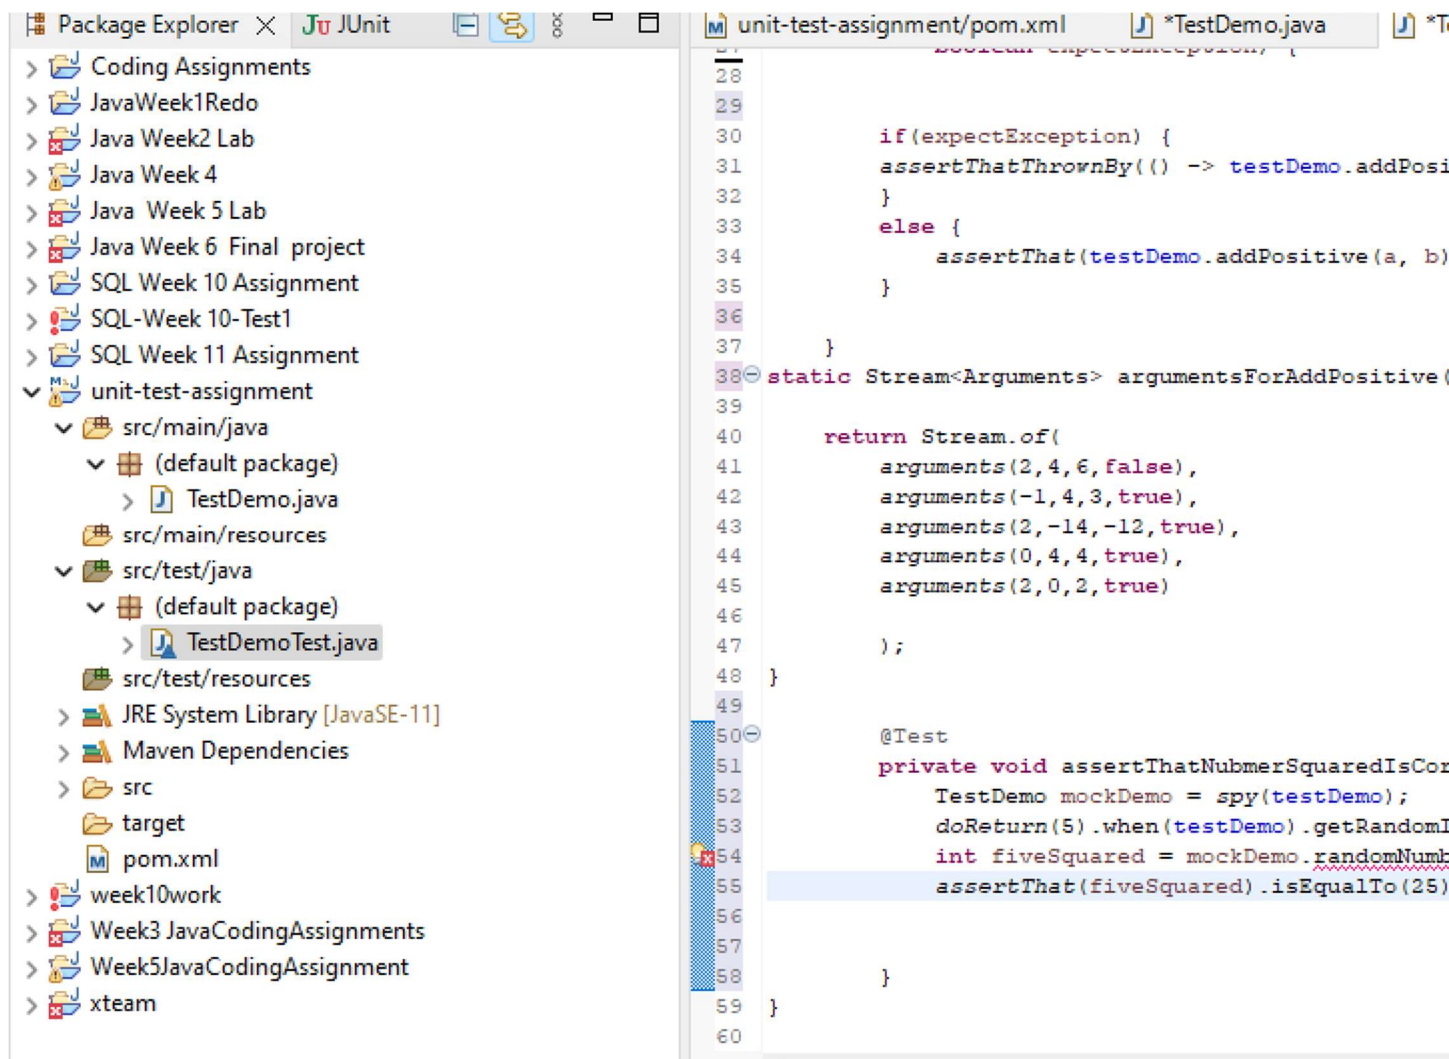 Package Explorer
JUnit
Coding Assignments
JavaWeek1Redo
Java Week2 Lab
Java Week 4
Java  Week 5 Lab
Java Week 6  Final  project
SQL Week 10 Assignment
SQL-Week 10-Test1
SQL Week 11 Assignment
unit-test-assignment
src/main/java
(default package)
TestDemo.java
src/main/resources
src/test/java
(default package)
TestDemoTest.java
src/test/resources
JRE System Library [JavaSE-11]
Maven Dependencies
src
target
pom.xml
week10work
Week3 JavaCodingAssignments
Week5JavaCodingAssignment
xteam
unit-test-assignment/pom.xml
*TestDemo.java
28
29
30 if(expectException) {
31 assertThatThrownBy(() -> testDemo.addPosi
32 }
33 else {
34 assertThat(testDemo.addPositive(a, b)
35 }
36
37 }
38 static Stream<Arguments> argumentsForAddPositive(
39
40 return Stream.of(
41 arguments(2,4,6,false),
42 arguments(-1,4,3,true),
43 arguments(2,-14,-12,true),
44 arguments(0,4,4,true),
45 arguments(2,0,2,true)
46
47 );
48 }
49
50 @Test
51 private void assertThatNubmerSquaredIsCor
52 TestDemo mockDemo = spy(testDemo);
53 doReturn(5).when(testDemo).getRandomI
54 int fiveSquared = mockDemo.randomNumb
55 assertThat(fiveSquared).isEqualTo(25)
56
57
58 }
59 }
60